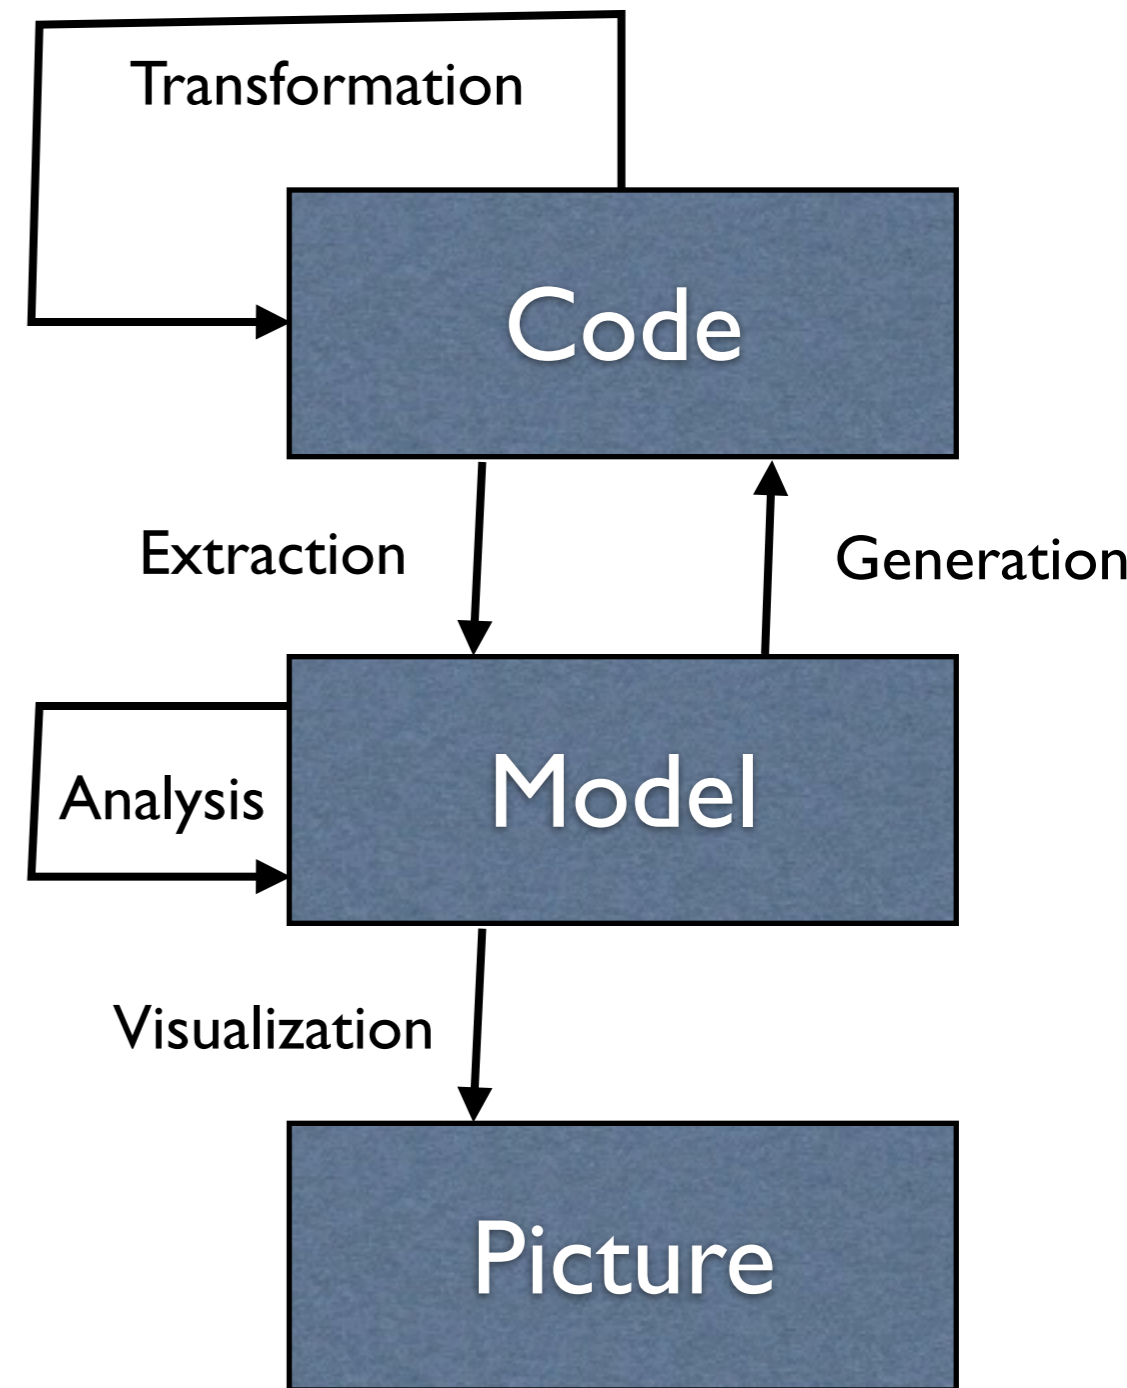 Transformation
Code
Extraction
Generation
Model
Analysis
Visualization
Picture